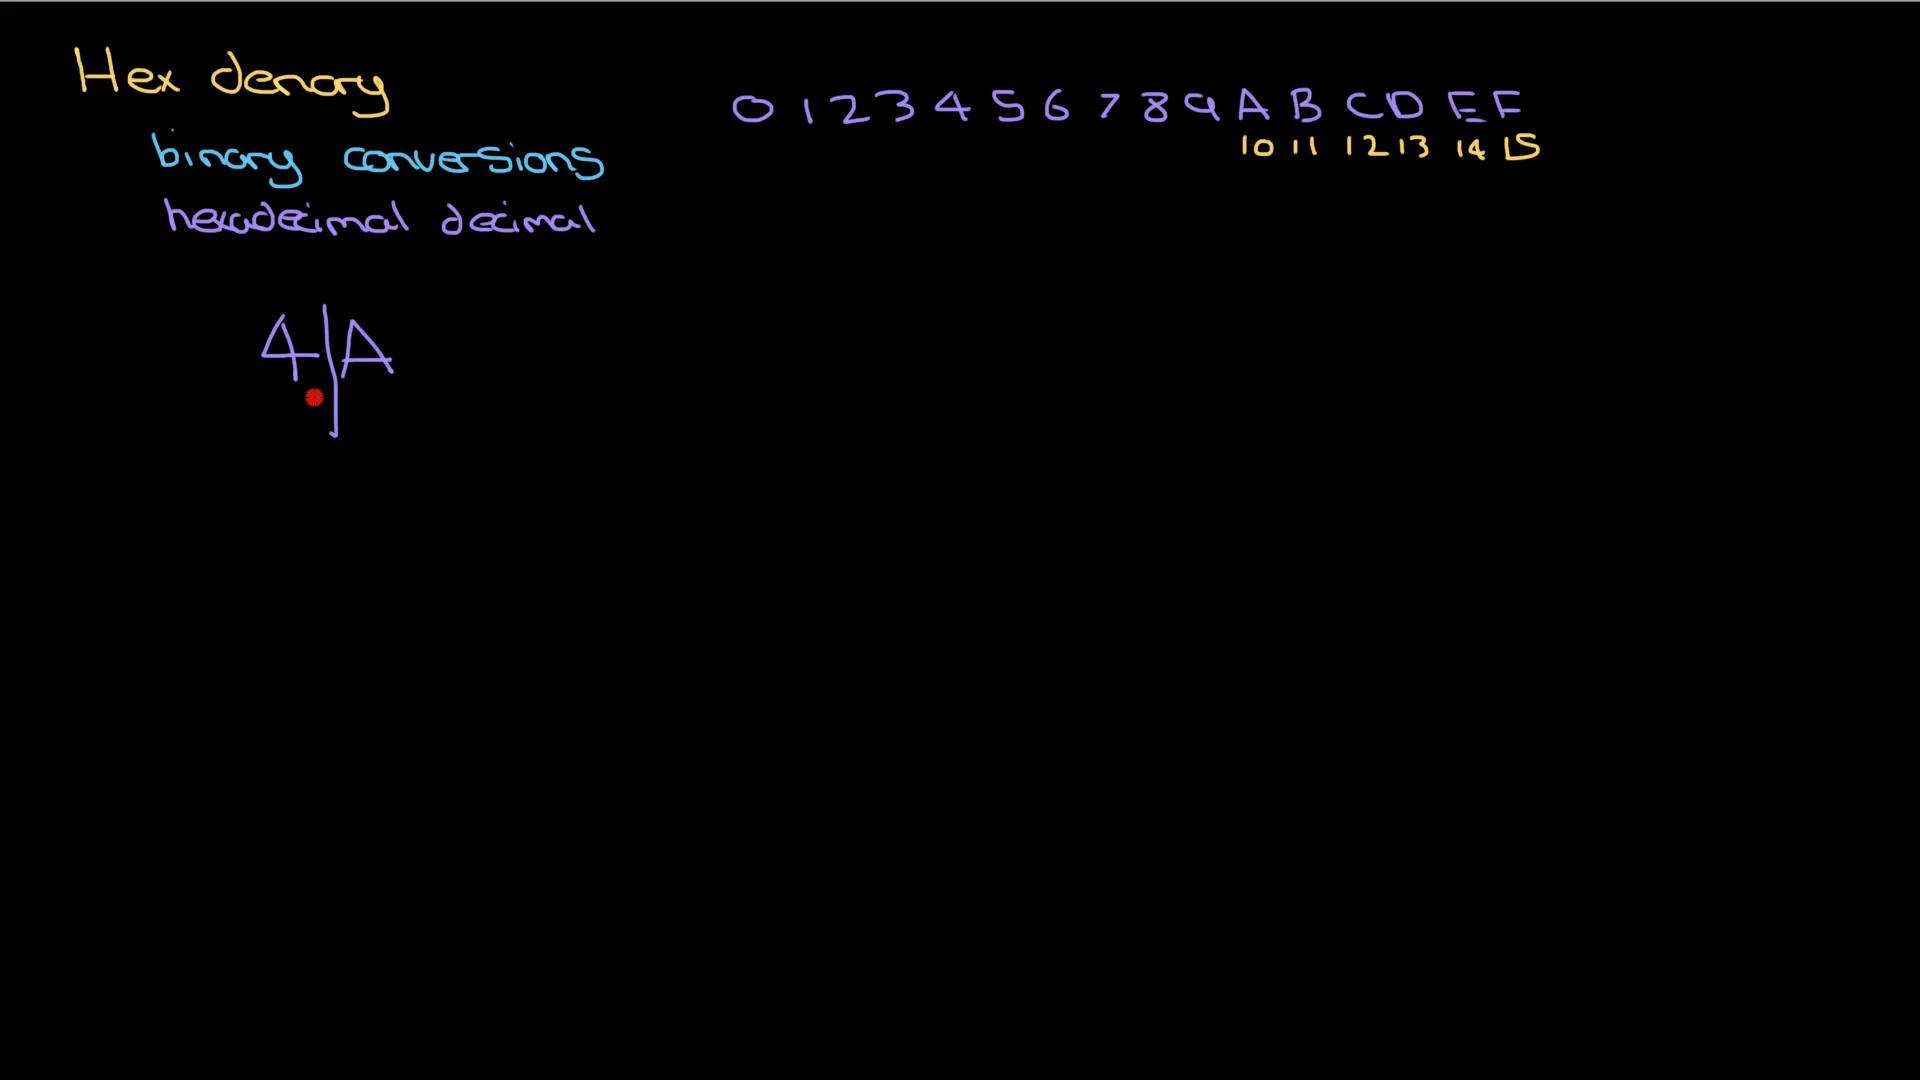 Hex denary
binary conversions
hexadecimal decimal
0 1 2 3 4 5 6 7 8 9 A B C D E F
10 11 12 13 14 15
4|A